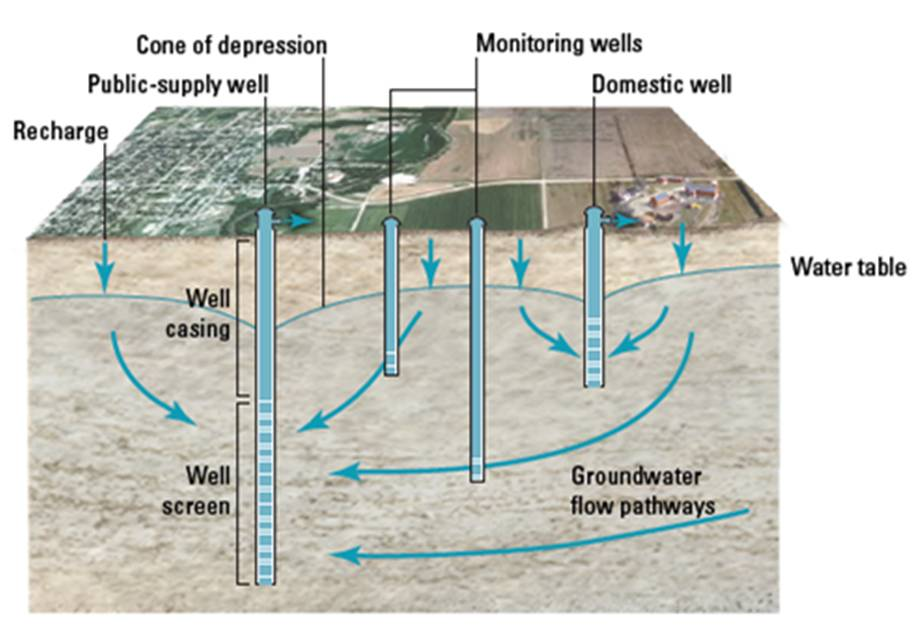 Cone of depression
Monitoring wells
Public-supply well
Domestic well
Recharge
Water table
Well
casing
Well
screen
Groundwater
flow pathways